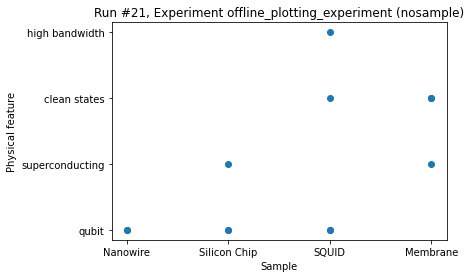 Run #21, Experiment offline_plotting_experiment (nosample)
high bandwidth
clean states
superconducting
qubit
Physical feature
Nanowire Silicon Chip SQUID Membrane
Sample